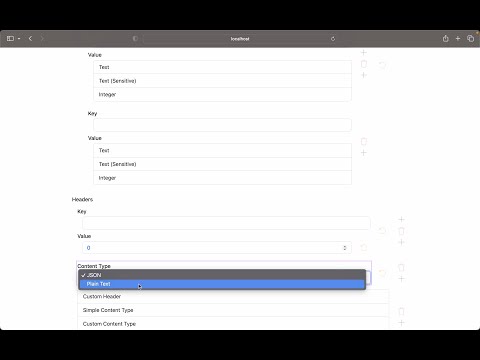 localhost
Value
Text
Text (Sensitive)
Integer
Key
Value
Text
Text (Sensitive)
Integer
Headers
Key
Value
0
Content Type
✓ JSON
Plain Text
Custom Header
Simple Content Type
Custom Content Type